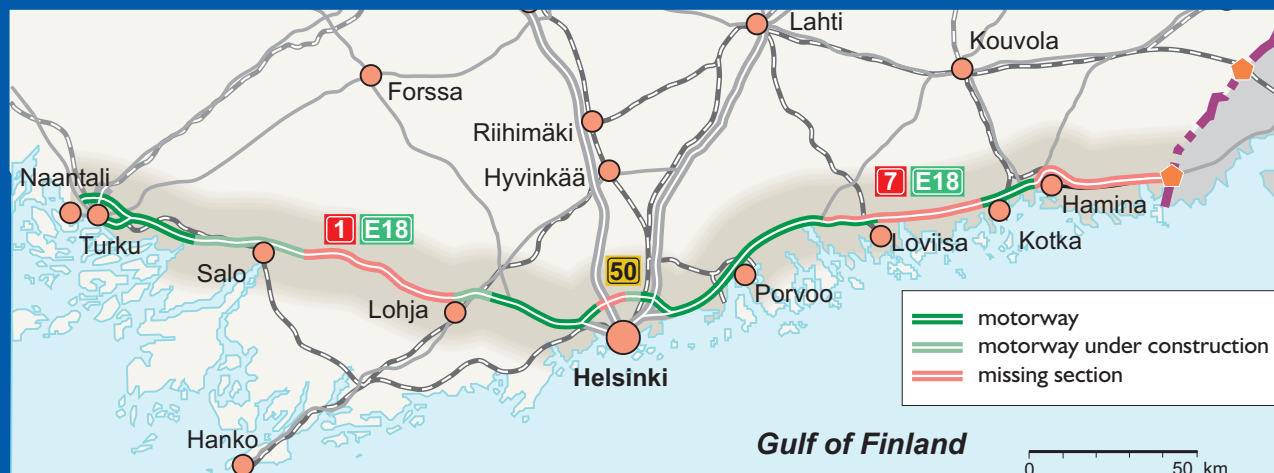 Lahti
Kouvola
Forssa
Riihimäki
Hyvinkää
Naantali
7 E18
Hamina
Turku
1 E18
Loviisa
Kotka
Salo
50
Porvoo
Lohja
motorway
motorway under construction
missing section
Helsinki
Hanko
Gulf of Finland
0 50 km